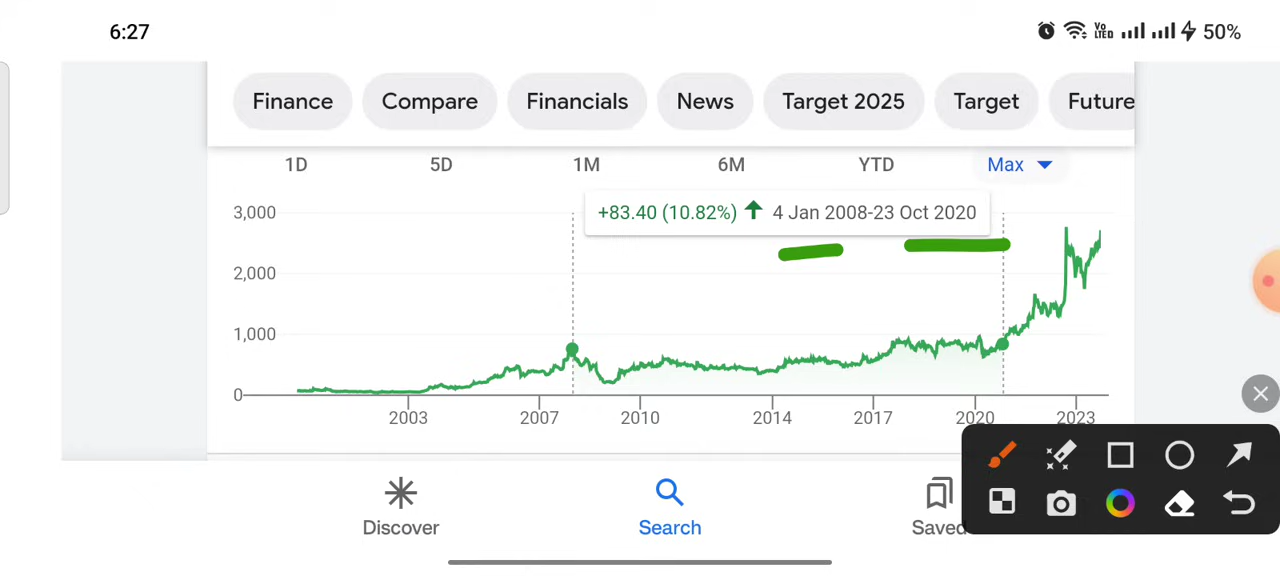 6:27
Vo LTED 50%
Finance Compare Financials News Target 2025 Target Future
1D 5D 1M 6M YTD Max
+83.40 (10.82%) 4 Jan 2008-23 Oct 2020
3,000
2,000
1,000
0
2003 2007 2010 2014 2017 2020 2023
Discover Search Saved